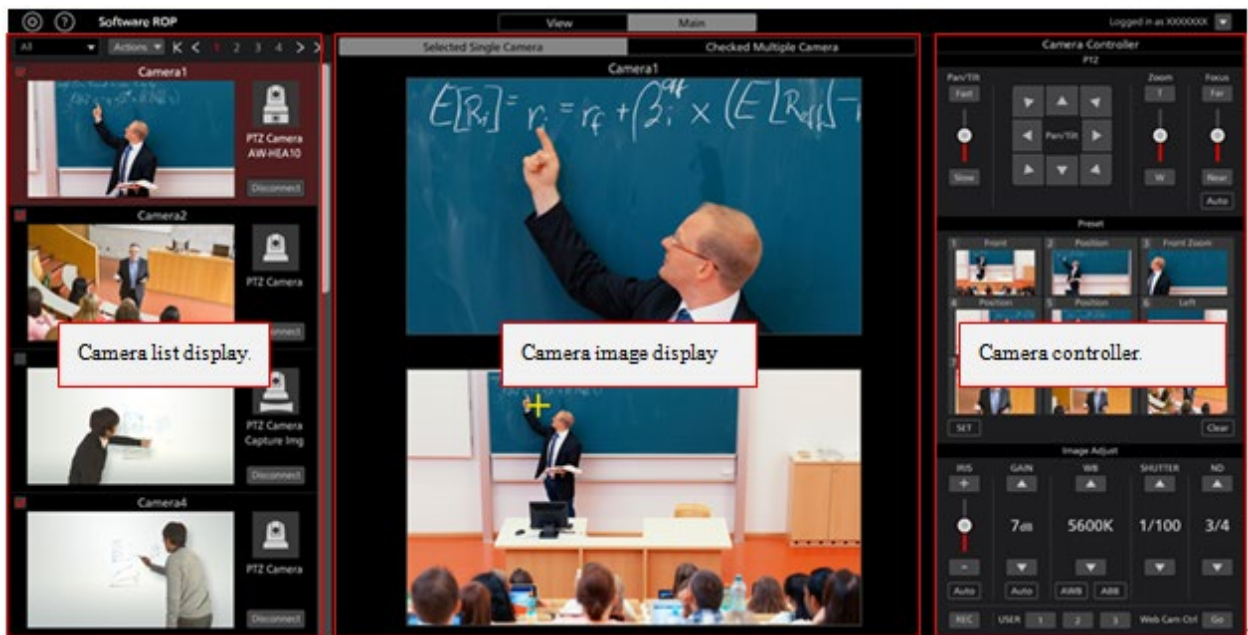 Software ROP
View
Main
Logged in as XXXXXXX
All
Actions
1 2 3 4
Camera1
PTZ Camera
AW-HEA10
Disconnect
Camera2
PTZ Camera
Disconnect
Camera list display.
PTZ Camera
Capture Img
Disconnect
Camera4
PTZ Camera
Selected Single Camera
Checked Multiple Camera
Camera1
Camera image display
Camera Controller
PTZ
Pan/Tilt
Zoom
Focus
Fast
T
Far
Pan/Tilt
Slow
W
Near
Auto
Preset
1 Front
2 Position
3 Front Zoom
4 Position
5 Position
6 Left
Camera controller.
SET
Clear
Image Adjust
IRIS
GAIN
WB
SHUTTER
ND
+
7dB
5600K
1/100
3/4
-
Auto
Auto
AWB
ABB
REC
USER 1 2 3
Web Cam Ctrl
Go